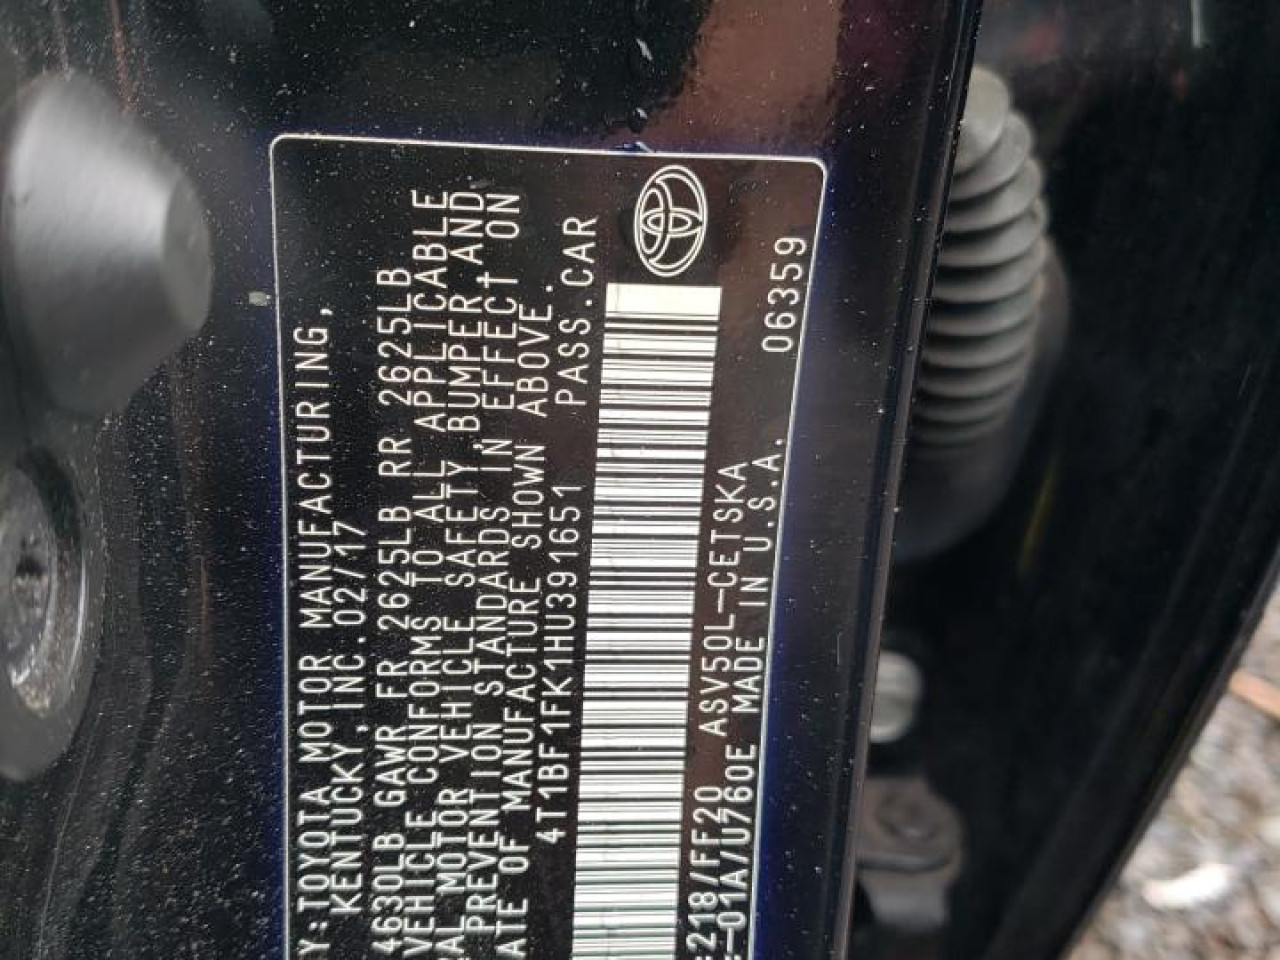 Y:TOYOTA MOTOR MANUFACTURING,
KENTUCKY,INC.02/17
4630LB GAWR FR 2625LB RR 2625LB
VEHICLE CONFORMS TO ALL APPLICABLE
RAL MOTOR VEHICLE SAFETY,BUMPER,AND
PREVENTION STANDARDS IN EFFECT ON
ATE OF MANUFACTURE SHOWN ABOVE.
4T1BF1FK1HU391651 PASS.CAR
:218/FF20 ASV50L-CETSKA
-01A/U760E MADE IN U.S.A. 06359